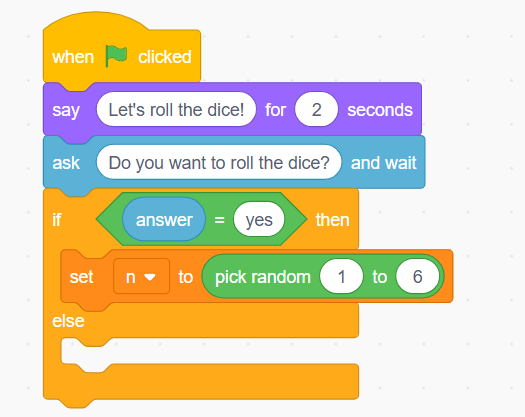 when clicked
say Let's roll the dice! for 2 seconds
ask Do you want to roll the dice? and wait
if answer = yes then
set n to pick random 1 to 6
else